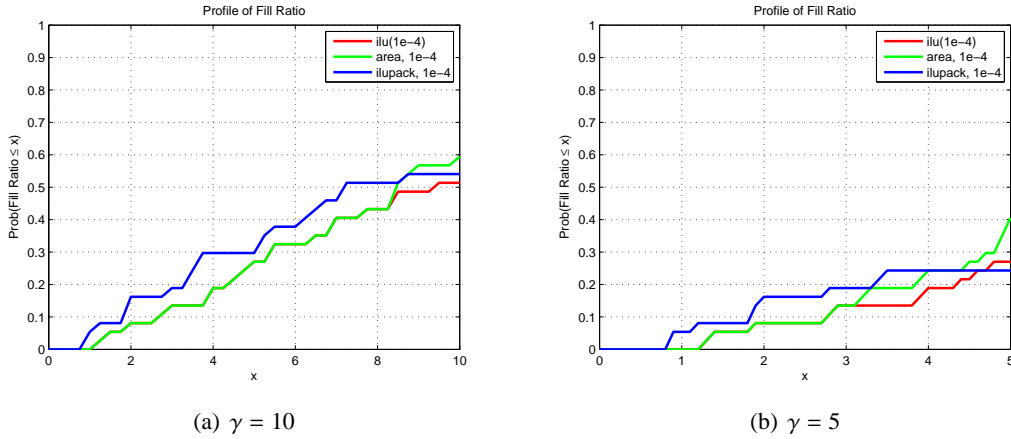 Profile of Fill Ratio
1
0.9
0.8
0.7
0.6
0.5
0.4
0.3
0.2
0.1
0
Prob(Fill Ratio ≤ x)
ilu(1e−4)
area, 1e−4
ilupack, 1e−4
0 2 4 6 8 10
x
(a) γ = 10
Profile of Fill Ratio
1
0.9
0.8
0.7
0.6
0.5
0.4
0.3
0.2
0.1
0
Prob(Fill Ratio ≤ x)
ilu(1e−4)
area, 1e−4
ilupack, 1e−4
0 1 2 3 4 5
x
(b) γ = 5